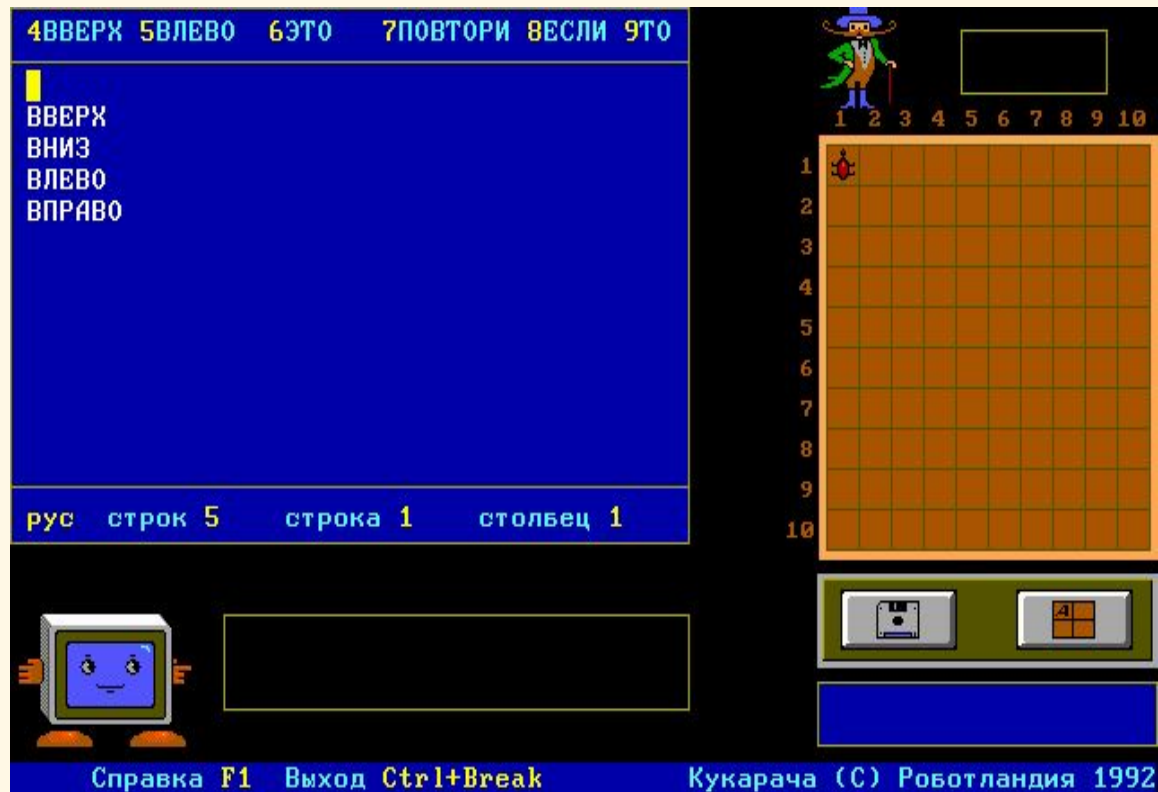 4ВВЕРХ 5ВЛЕВО 6ЭТО 7ПОВТОРИ 8ЕСЛИ 9ТО
ВВЕРХ
ВНИЗ
ВЛЕВО
ВПРАВО
рус строк 5 строка 1 столбец 1
1 2 3 4 5 6 7 8 9 10
1
2
3
4
5
6
7
8
9
10
А
Справка F1 Выход Ctrl+Break Кукарача (C) Роботландия 1992